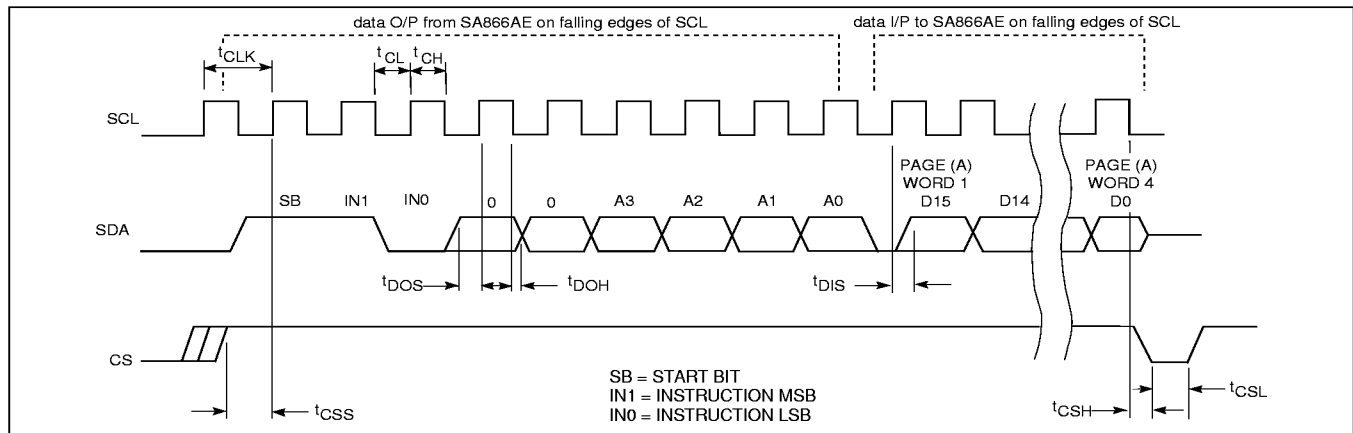 data O/P from SA866AE on falling edges of SCL
data I/P to SA866AE on falling edges of SCL
tCLK
tCL
tCH
SCL
PAGE (A)
WORD 1
PAGE (A)
WORD 4
SB
IN1
IN0
0
0
A3
A2
A1
A0
D15
D14
D0
SDA
tDOS
tDOH
tDIS
CS
SB = START BIT
IN1 = INSTRUCTION MSB
IN0 = INSTRUCTION LSB
tCSS
tCSH
tCSL